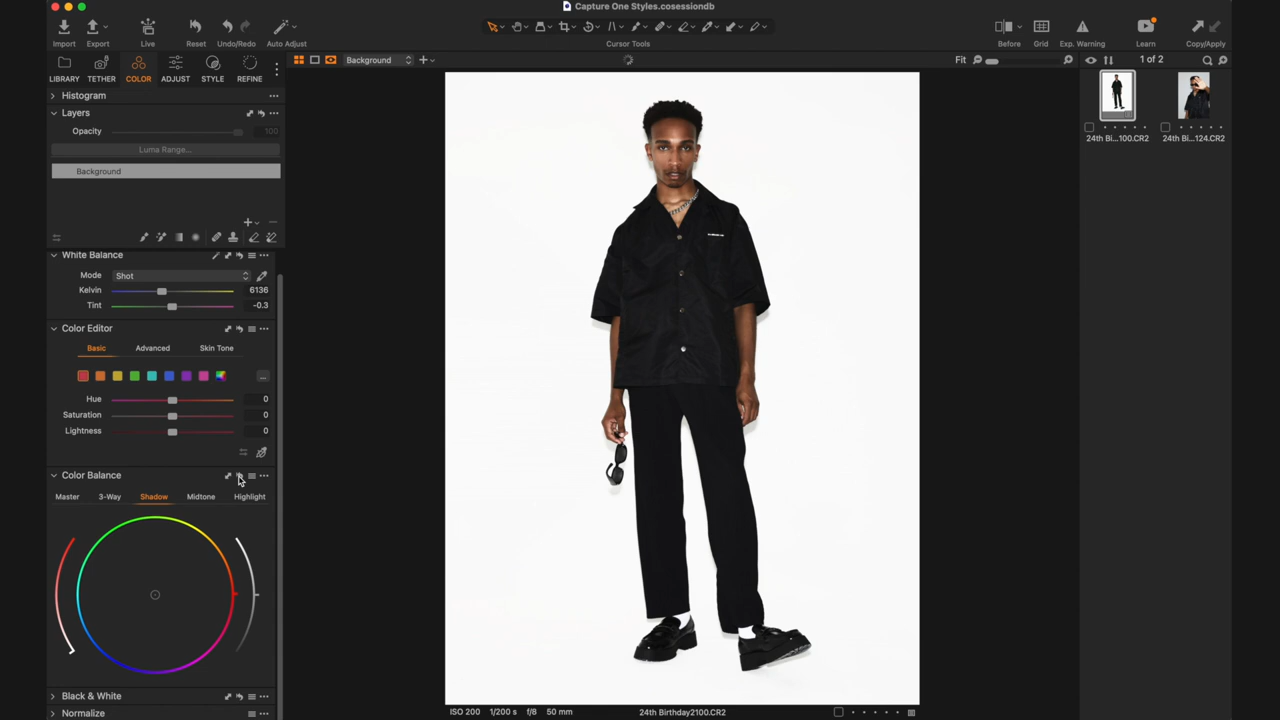 Capture One Styles.cosessiondb
Import Export Live Reset Undo/Redo Auto Adjust Cursor Tools Before Grid Exp. Warning Learn Copy/Apply
LIBRARY TETHER COLOR ADJUST STYLE REFINE
Background
Fit
1 of 2
Histogram
Layers
Opacity 100
Luma Range...
Background
White Balance
Mode Shot
Kelvin 6136
Tint -0.3
Color Editor
Basic Advanced Skin Tone
Hue 0
Saturation 0
Lightness 0
Color Balance
Master 3-Way Shadow Midtone Highlight
Black & White
Normalize
24th Bi...100.CR2 24th Bi...124.CR2
ISO 200 1/200 s f/8 50 mm 24th Birthday2100.CR2